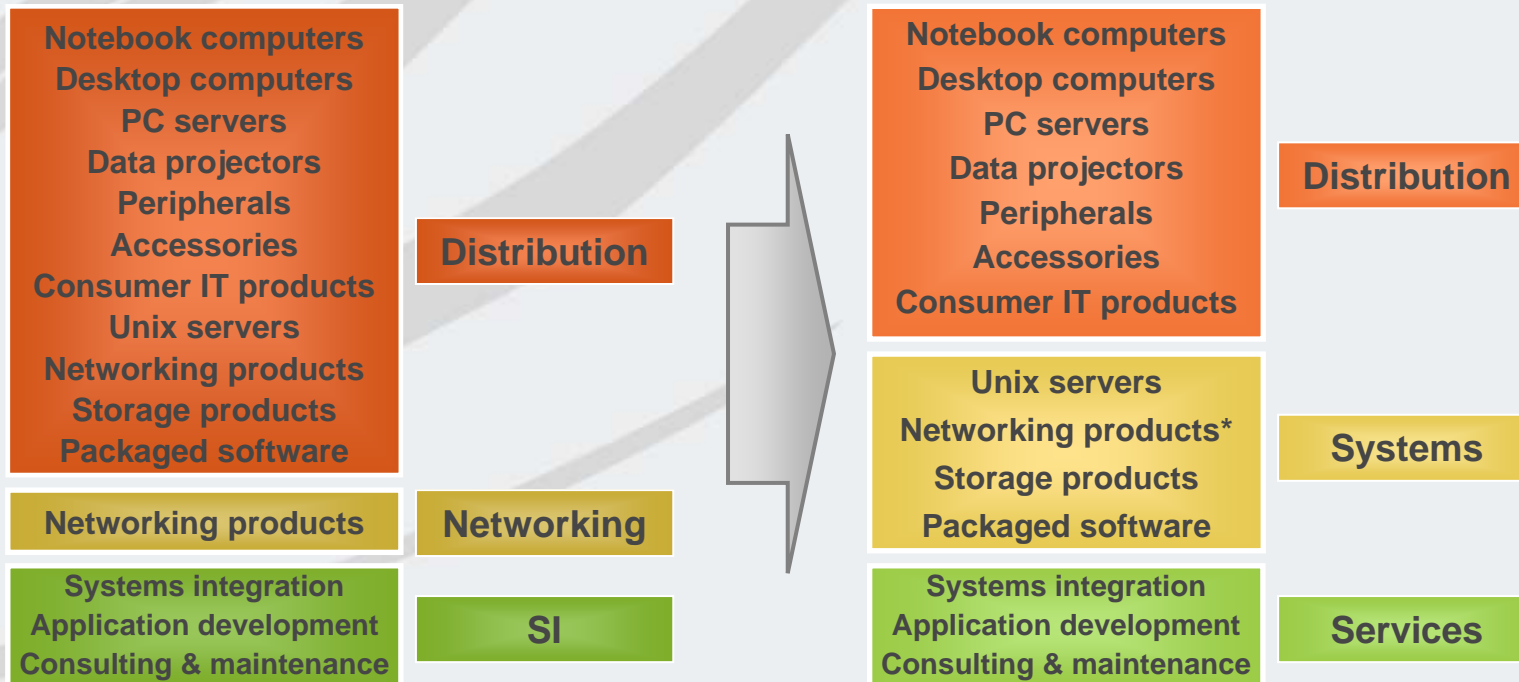 Notebook computers
Desktop computers
PC servers
Data projectors
Peripherals
Accessories
Consumer IT products
Unix servers
Networking products
Storage products
Packaged software
Distribution
Networking products
Networking
Systems integration
Application development
Consulting & maintenance
SI
Notebook computers
Desktop computers
PC servers
Data projectors
Peripherals
Accessories
Consumer IT products
Distribution
Unix servers
Networking products*
Storage products
Packaged software
Systems
Systems integration
Application development
Consulting & maintenance
Services